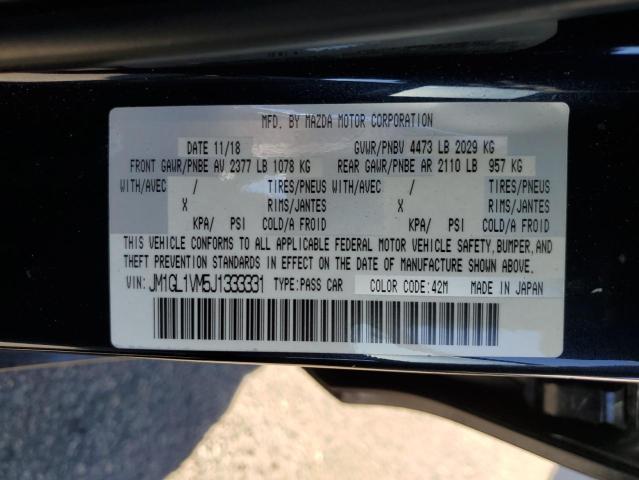 MFD. BY MAZDA MOTOR CORPORATION
DATE 11/18 GVWR/PNBV 4473 LB 2029 KG
FRONT GAWR/PNBE AV 2377 LB 1078 KG REAR GAWR/PNBE AR 2110 LB 957 KG
WITH/AVEC / TIRES/PNEUS WITH/AVEC / TIRES/PNEUS
X RIMS/JANTES X RIMS/JANTES
KPA/ PSI COLD/A FROID KPA/ PSI COLD/A FROID
THIS VEHICLE CONFORMS TO ALL APPLICABLE FEDERAL MOTOR VEHICLE SAFETY,BUMPER,AND
THEFT PREVENTION STANDARDS IN EFFECT ON THE DATE OF MANUFACTURE SHOWN ABOVE.
VIN: JM1GL1VM5J1333331 TYPE:PASS CAR COLOR CODE:42M MADE IN JAPAN